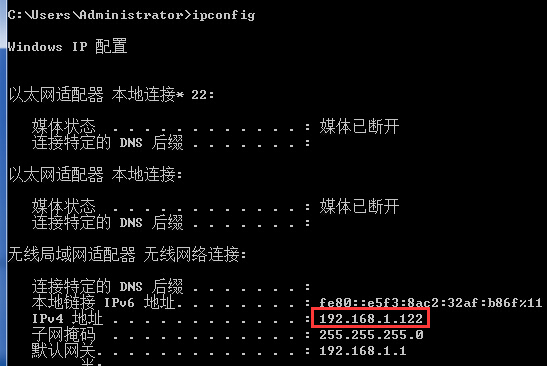 C:\Users\Administrator>ipconfig
Windows IP 配置
以太网适配器 本地连接* 22:
媒体状态 . . . . . . . . . . . . : 媒体已断开
连接特定的 DNS 后缀 . . . . . . . :
以太网适配器 本地连接:
媒体状态 . . . . . . . . . . . . : 媒体已断开
连接特定的 DNS 后缀 . . . . . . . :
无线局域网适配器 无线网络连接:
连接特定的 DNS 后缀 . . . . . . . :
本地链接 IPv6 地址. . . . . . . . : fe80::e5f3:8ac2:32af:b86f%11
IPv4 地址 . . . . . . . . . . . . : 192.168.1.122
子网掩码 . . . . . . . . . . . . : 255.255.255.0
默认网关. . . . . . . . . . . . . : 192.168.1.1